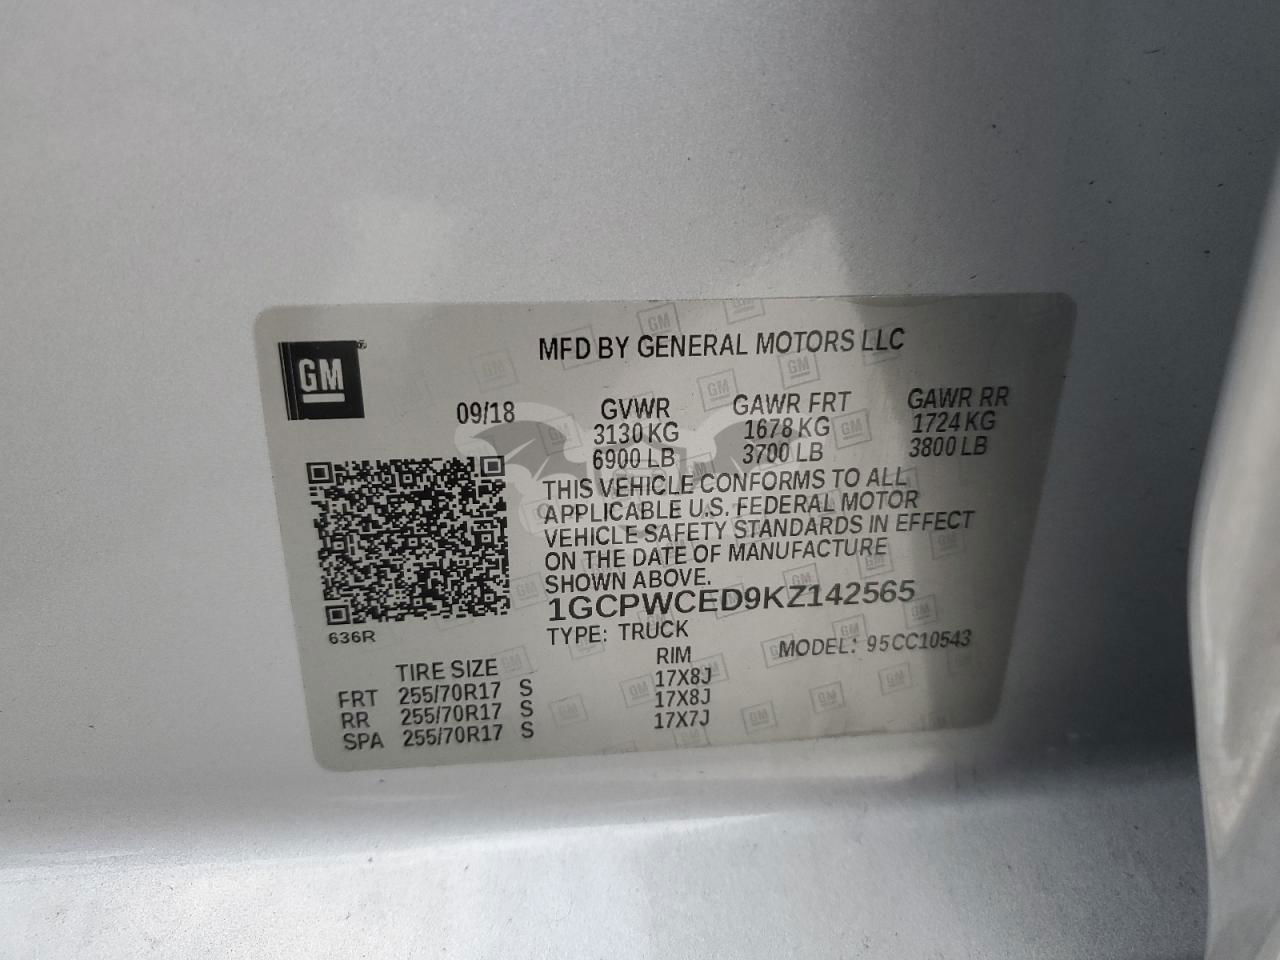 GM
MFD BY GENERAL MOTORS LLC
09/18 GVWR GAWR FRT GAWR RR
3130 KG 1678 KG 1724 KG
6900 LB 3700 LB 3800 LB
THIS VEHICLE CONFORMS TO ALL
APPLICABLE U.S. FEDERAL MOTOR
VEHICLE SAFETY STANDARDS IN EFFECT
ON THE DATE OF MANUFACTURE
SHOWN ABOVE.
1GCPWCED9KZ142565
636R
TYPE: TRUCK MODEL: 95CC10543
TIRE SIZE RIM
FRT 255/70R17 S 17X8J
RR 255/70R17 S 17X8J
SPA 255/70R17 S 17X7J